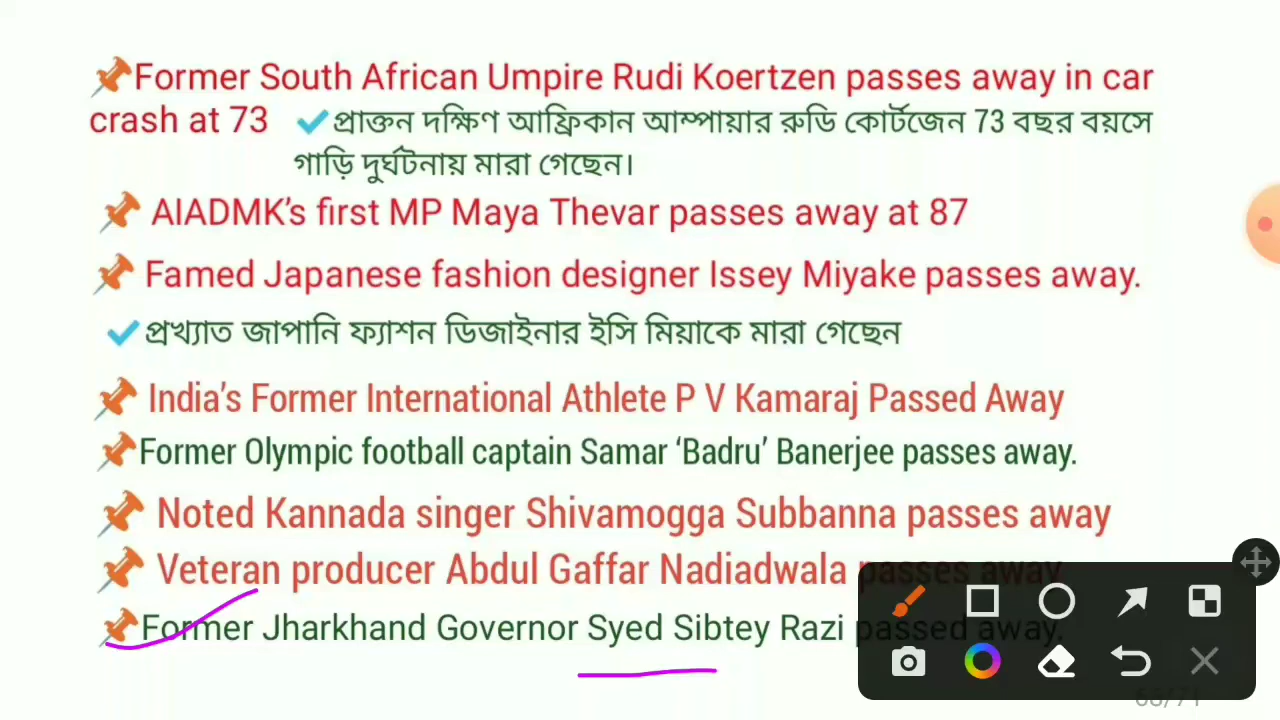 Former South African Umpire Rudi Koertzen passes away in car
crash at 73 প্রাক্তন দক্ষিণ আফ্রিকান আম্পায়ার রুডি কোর্টজেন 73 বছর বয়সে
গাড়ি দুর্ঘটনায় মারা গেছেন।
AIADMK’s first MP Maya Thevar passes away at 87
Famed Japanese fashion designer Issey Miyake passes away.
প্রখ্যাত জাপানি ফ্যাশন ডিজাইনার ইসি মিয়াকে মারা গেছেন
India’s Former International Athlete P V Kamaraj Passed Away
Former Olympic football captain Samar ‘Badru’ Banerjee passes away.
Noted Kannada singer Shivamogga Subbanna passes away
Veteran producer Abdul Gaffar Nadiadwala passes away
Former Jharkhand Governor Syed Sibtey Razi passed away.